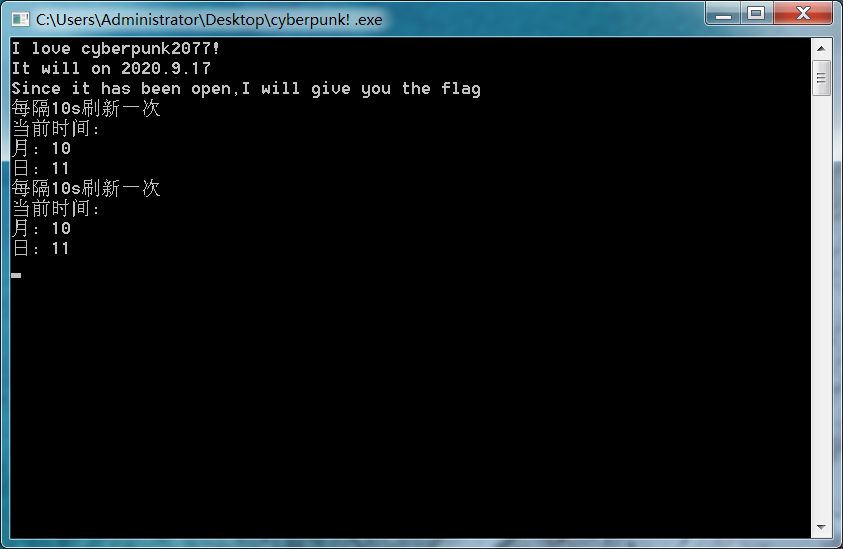 C:\Users\Administrator\Desktop\cyberpunk! .exe
I love cyberpunk2077!
It will on 2020.9.17
Since it has been open,I will give you the flag
每隔10s刷新一次
当前时间:
月: 10
日: 11
每隔10s刷新一次
当前时间:
月: 10
日: 11